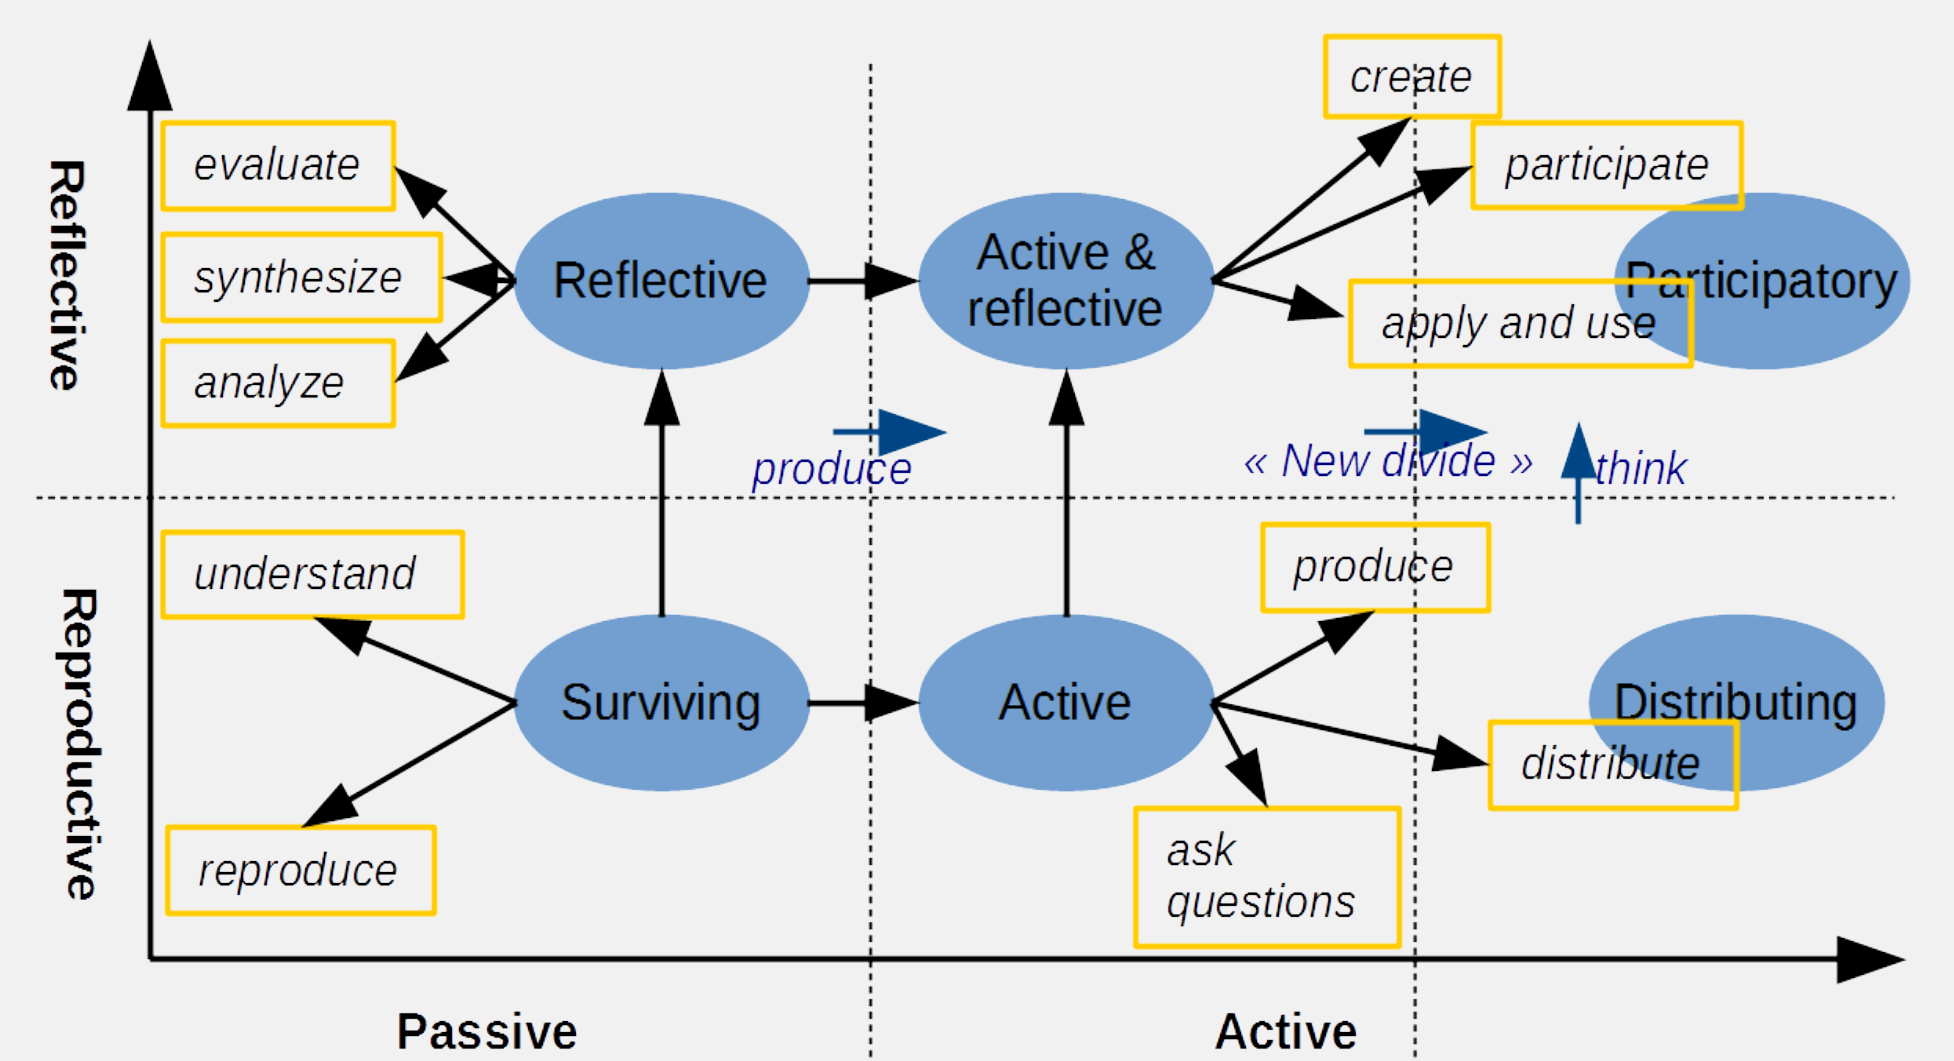 create
evaluate
participate
Reflective
synthesize
Reflective
Active &
reflective
Participatory
apply and use
analyze
produce
« New divide »
think
understand
produce
Reproductive
Surviving
Active
Distributing
distribute
reproduce
ask
questions
Passive
Active